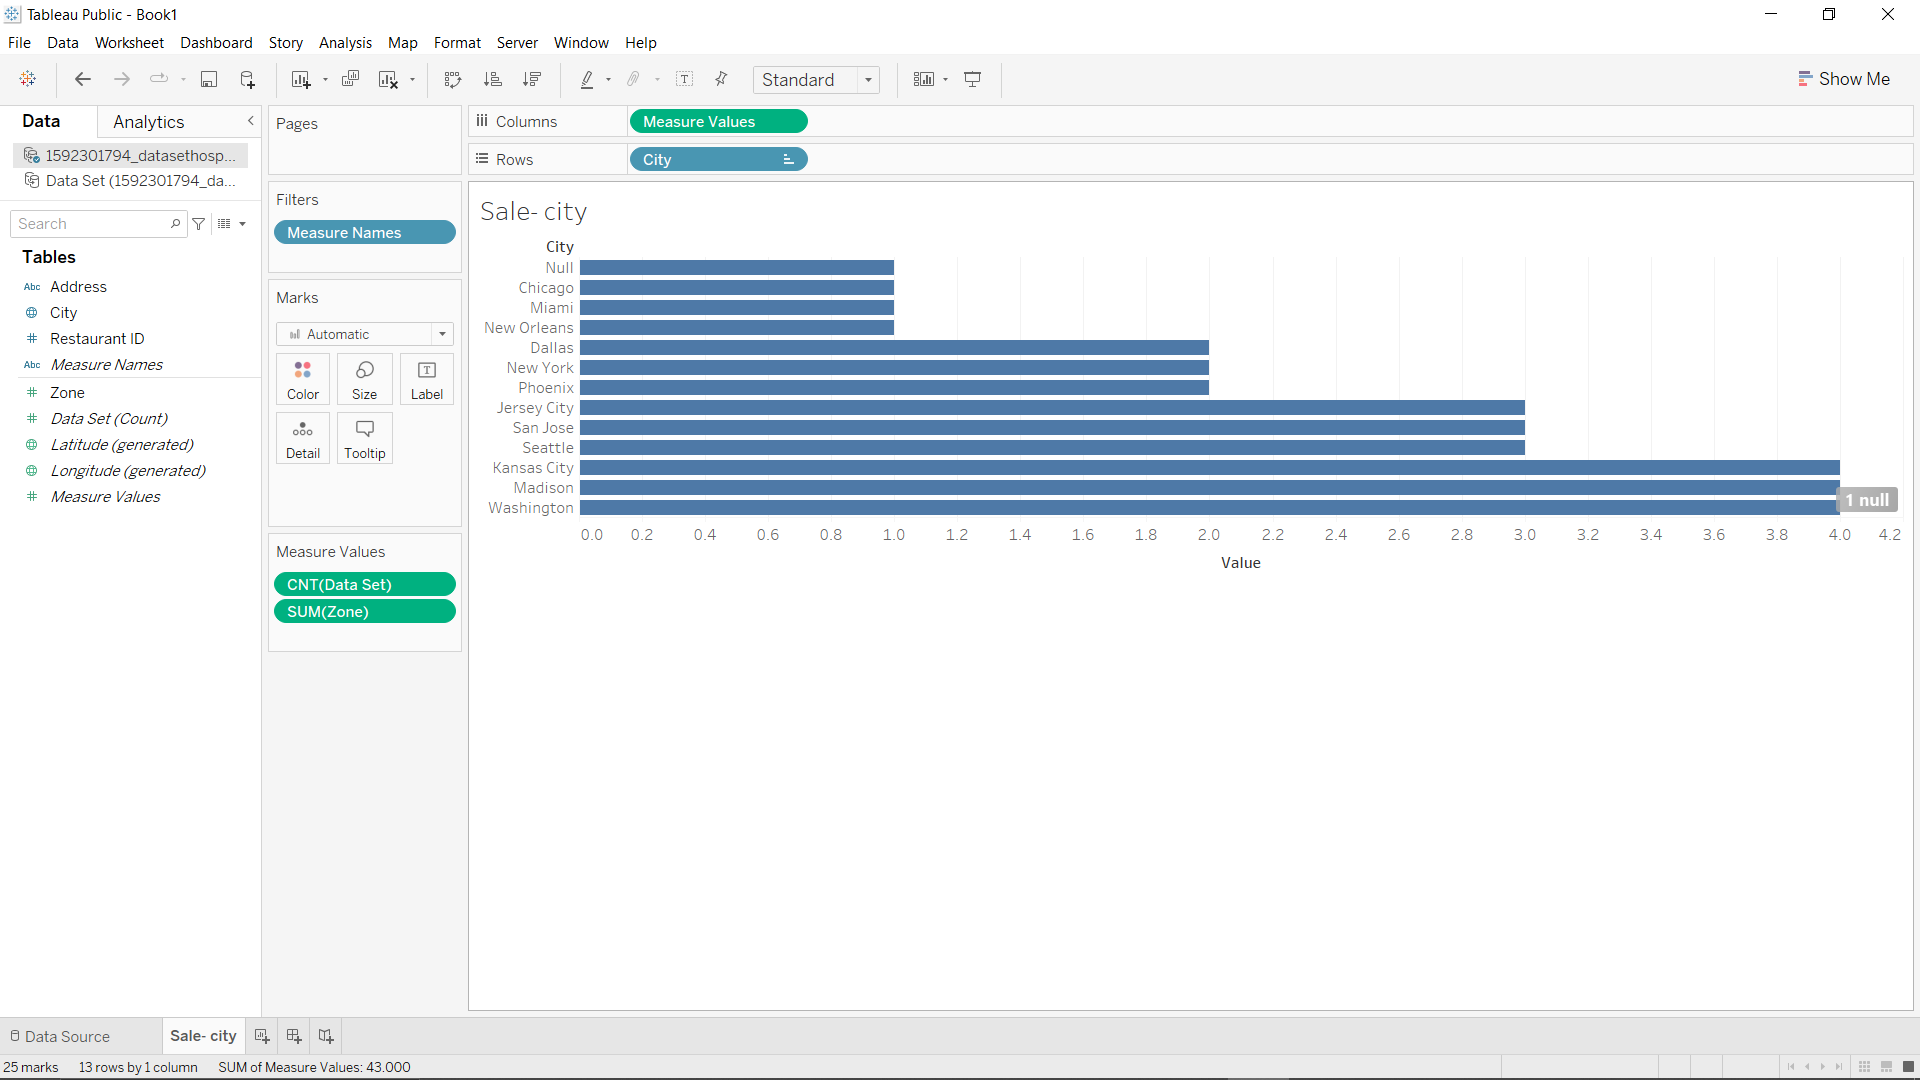 Tableau Public - Book1
File Data Worksheet Dashboard Story Analysis Map Format Server Window Help
Standard
Show Me
Data Analytics
1592301794_datasethosp...
Data Set (1592301794_da...
Search
Tables
Abc Address
City
# Restaurant ID
Abc Measure Names
# Zone
# Data Set (Count)
Latitude (generated)
Longitude (generated)
# Measure Values
Pages
Filters
Measure Names
Marks
Automatic
Color Size Label
Detail Tooltip
Measure Values
CNT(Data Set)
SUM(Zone)
Columns Measure Values
Rows City
Sale- city
City
Null
Chicago
Miami
New Orleans
Dallas
New York
Phoenix
Jersey City
San Jose
Seattle
Kansas City
Madison
Washington
1 null
0.0 0.2 0.4 0.6 0.8 1.0 1.2 1.4 1.6 1.8 2.0 2.2 2.4 2.6 2.8 3.0 3.2 3.4 3.6 3.8 4.0 4.2
Value
Data Source Sale- city
25 marks 13 rows by 1 column SUM of Measure Values: 43.000